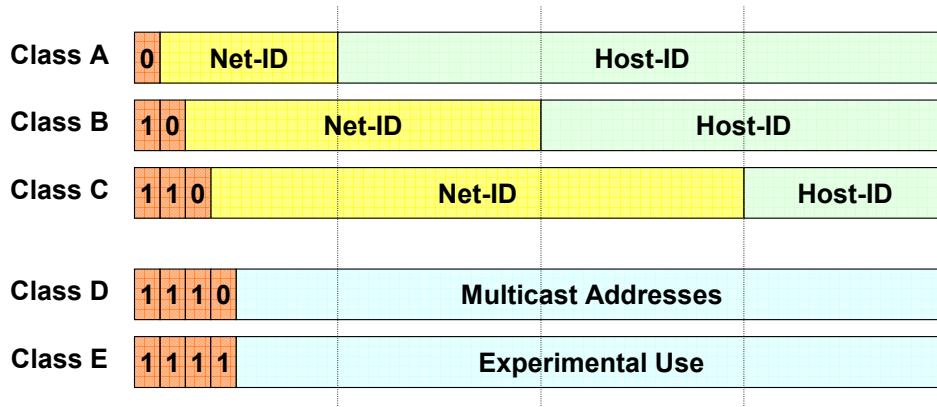 Class A 0 Net-ID Host-ID
Class B 1 0 Net-ID Host-ID
Class C 1 1 0 Net-ID Host-ID
Class D 1 1 1 0 Multicast Addresses
Class E 1 1 1 1 Experimental Use